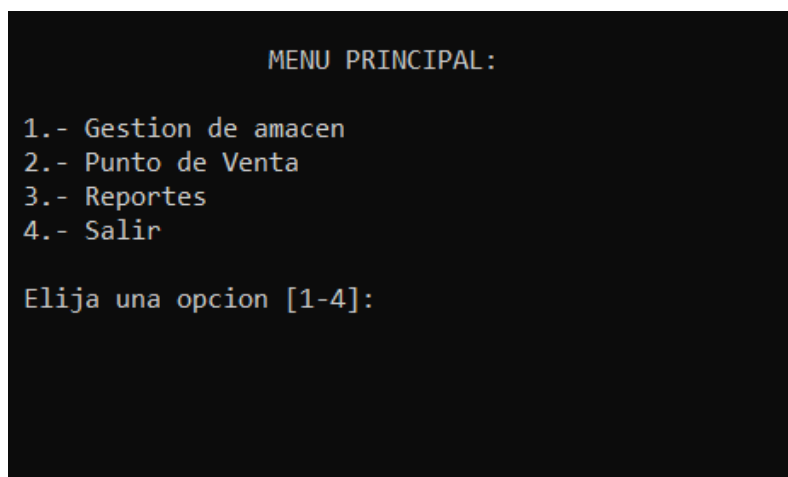 MENU PRINCIPAL:
1.- Gestion de amacen
2.- Punto de Venta
3.- Reportes
4.- Salir
Elija una opcion [1-4]: